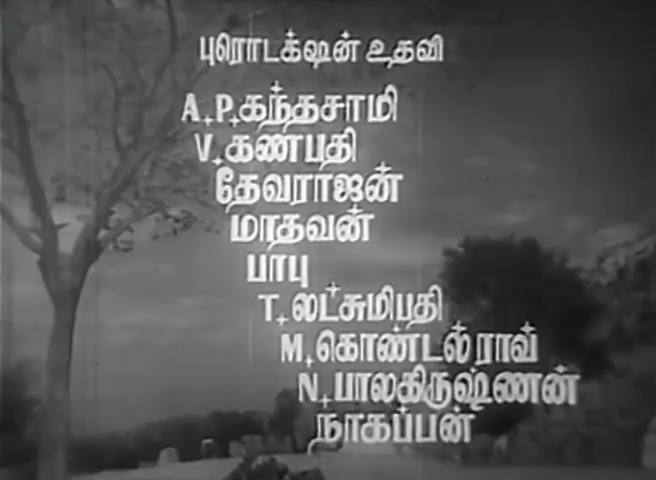 புரொடக்ஷன் உதவி
A.P.கந்தசாமி
V.கணபதி
தேவராஜன்
மாதவன்
பாபு
T.லட்சுமிபதி
M.கொண்டல் ராவ்
N.பாலகிருஷ்ணன்
நாகப்பன்